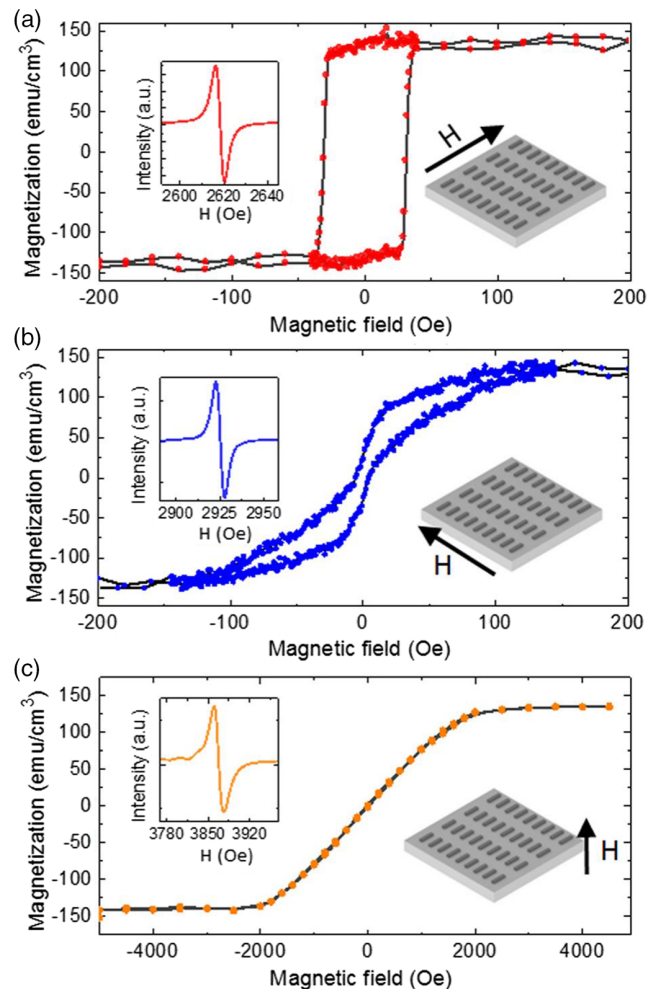 (a)
150
100
50
0
-50
-100
-150
Magnetization (emu/cm³)
Intensity (a.u.)
2600 2620 2640
H (Oe)
H
-200 -100 0 100 200
Magnetic field (Oe)
(b)
150
100
50
0
-50
-100
-150
Magnetization (emu/cm³)
Intensity (a.u.)
2900 2925 2950
H (Oe)
H
-200 -100 0 100 200
Magnetic field (Oe)
(c)
150
100
50
0
-50
-100
-150
Magnetization (emu/cm³)
Intensity (a.u.)
3780 3850 3920
H (Oe)
H
-4000 -2000 0 2000 4000
Magnetic field (Oe)